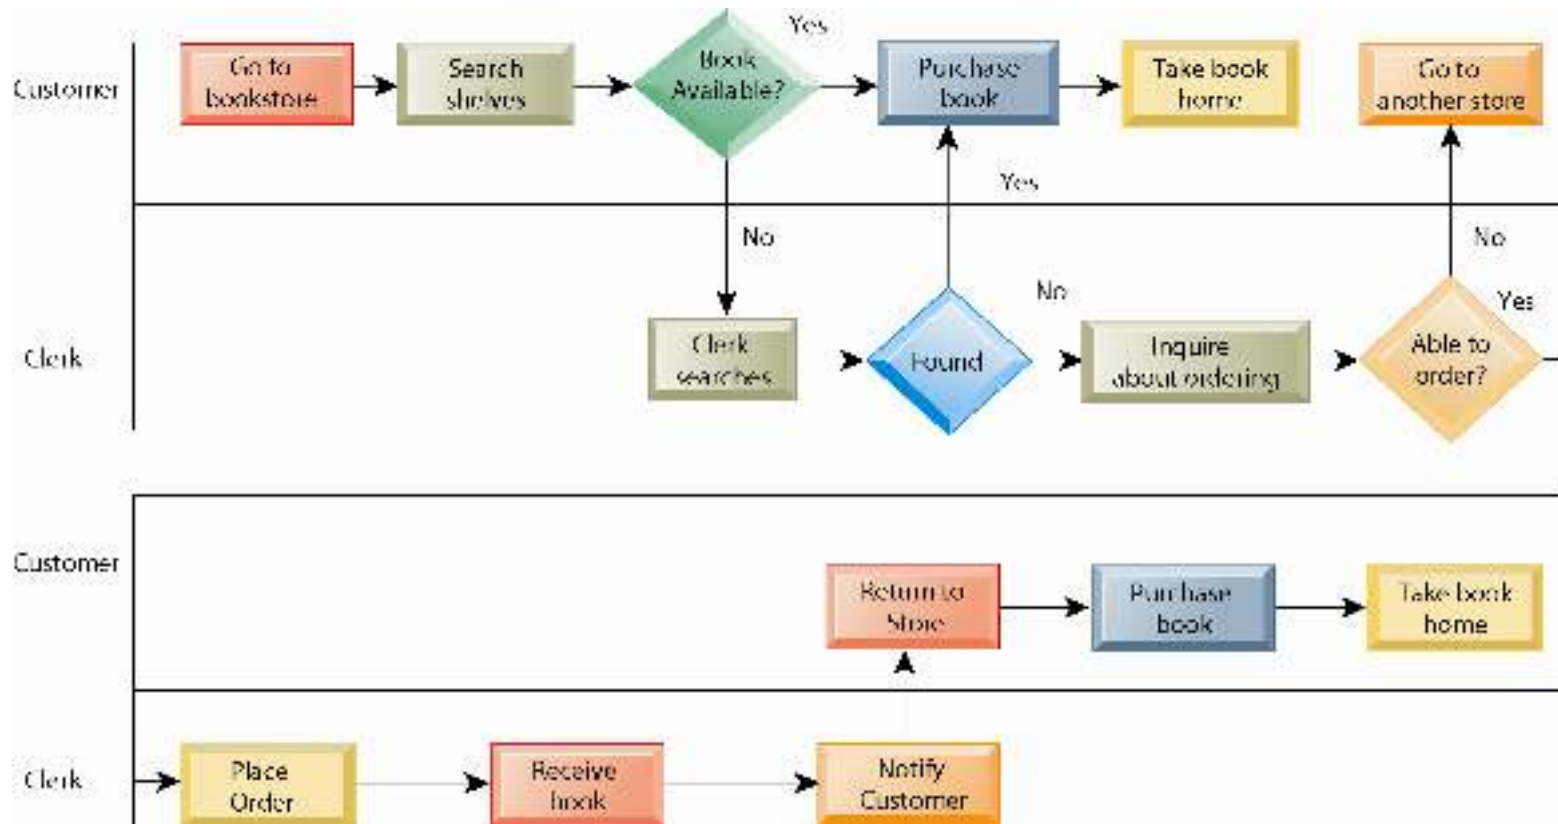 Customer
Go to
bookstore
Search
shelves
Book
Available?
Yes
Purchase
book
Take book
home
Go to
another store
Yes
No
No
Clerk
Clerk
searches
Found
No
Inquire
about ordering
Able to
order?
Yes
Customer
Return to
Store
Purchase
book
Take book
home
Clerk
Place
Order
Receive
book
Notify
Customer